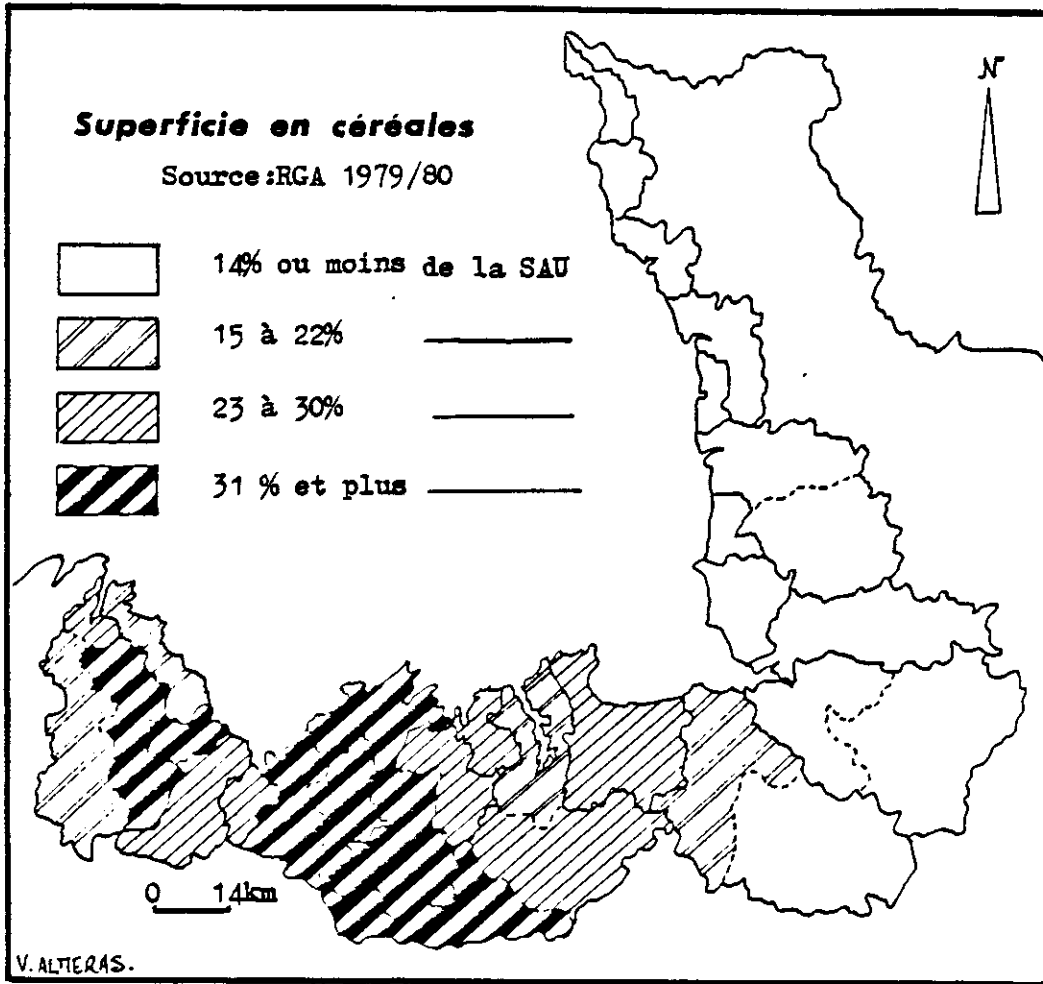 Superficie en céréales
Source:RGA 1979/80
N
14% ou moins de la SAU
15 à 22%
23 à 30%
31 % et plus
0 14km
V. ALTIERAS.